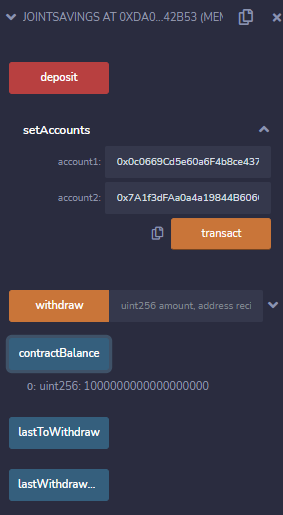 JOINTSAVINGS AT 0XDA0...42B53 (MEM
deposit
setAccounts
account1: 0x0c0669Cd5e60a6F4b8ce437
account2: 0x7A1f3dFAa0a4a19844B606
transact
withdraw uint256 amount, address reci
contractBalance
0: uint256: 1000000000000000000
lastToWithdraw
lastWithdraw...